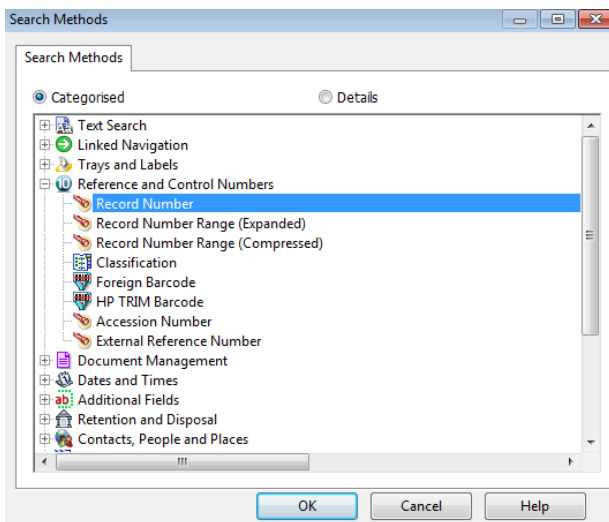 Search Methods
Search Methods
Categorised Details
Text Search
Linked Navigation
Trays and Labels
Reference and Control Numbers
Record Number
Record Number Range (Expanded)
Record Number Range (Compressed)
Classification
Foreign Barcode
HP TRIM Barcode
Accession Number
External Reference Number
Document Management
Dates and Times
ab Additional Fields
Retention and Disposal
Contacts, People and Places
OK Cancel Help